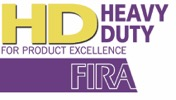 HD HEAVY DUTY
FOR PRODUCT EXCELLENCE
FIRA